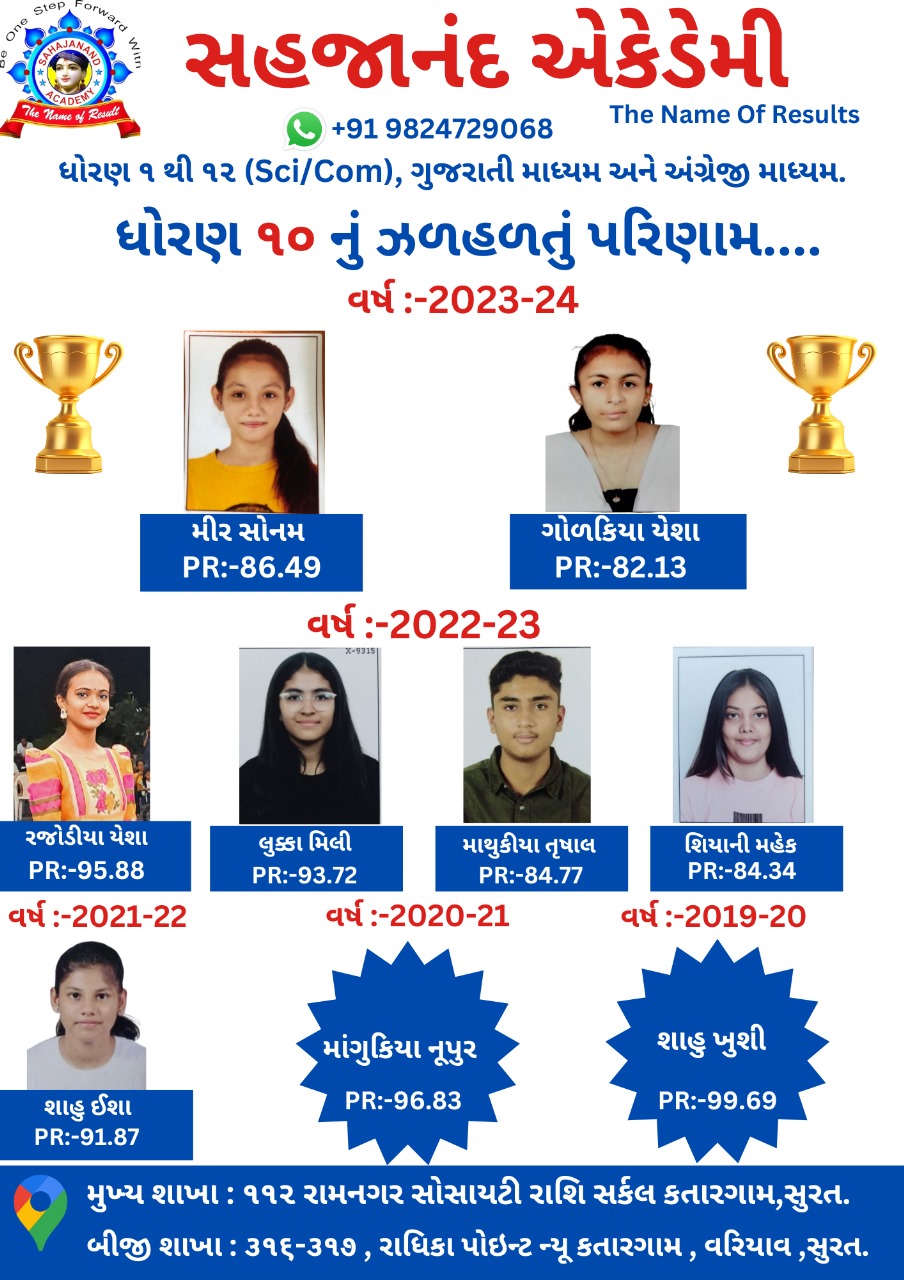 Be One Step Forward With
SAHAJANAND
ACADEMY
The Name of Result
સહજાનંદ એકેડેમી
+91 9824729068
The Name Of Results
ધોરણ ૧ થી ૧૨ (Sci/Com), ગુજરાતી માધ્યમ અને અંગ્રેજી માધ્યમ.
ધોરણ ૧૦ નું ઝળહળતું પરિણામ....
વર્ષ :-2023-24
મીર સોનમ
PR:-86.49
ગોળકિયા યેશા
PR:-82.13
વર્ષ :-2022-23
X-9315
રજોડીયા યેશા
PR:-95.88
લુક્કા મિલી
PR:-93.72
માથુકીયા તૃષાલ
PR:-84.77
શિયાની મહેક
PR:-84.34
વર્ષ :-2021-22
શાહુ ઈશા
PR:-91.87
વર્ષ :-2020-21
માંગુકિયા નૂપુર
PR:-96.83
વર્ષ :-2019-20
શાહુ ખુશી
PR:-99.69
મુખ્ય શાખા : ૧૧૨ રામનગર સોસાયટી રાશિ સર્કલ કતારગામ,સુરત.
બીજી શાખા : ૩૧૬-૩૧૭ , રાધિકા પોઇન્ટ ન્યૂ કતારગામ , વરિયાવ ,સુરત.